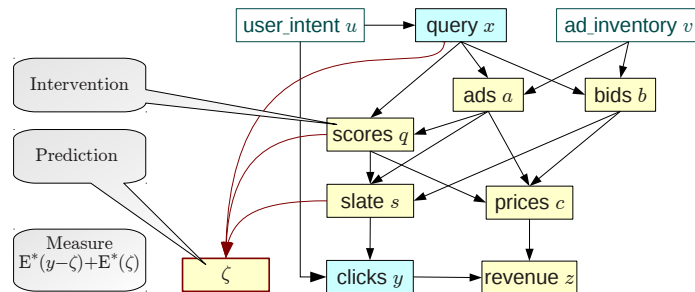 user_intent u
query x
ad_inventory v
Intervention
ads a
bids b
scores q
Prediction
slate s
prices c
Measure
E*(y−ζ)+E*(ζ)
ζ
clicks y
revenue z